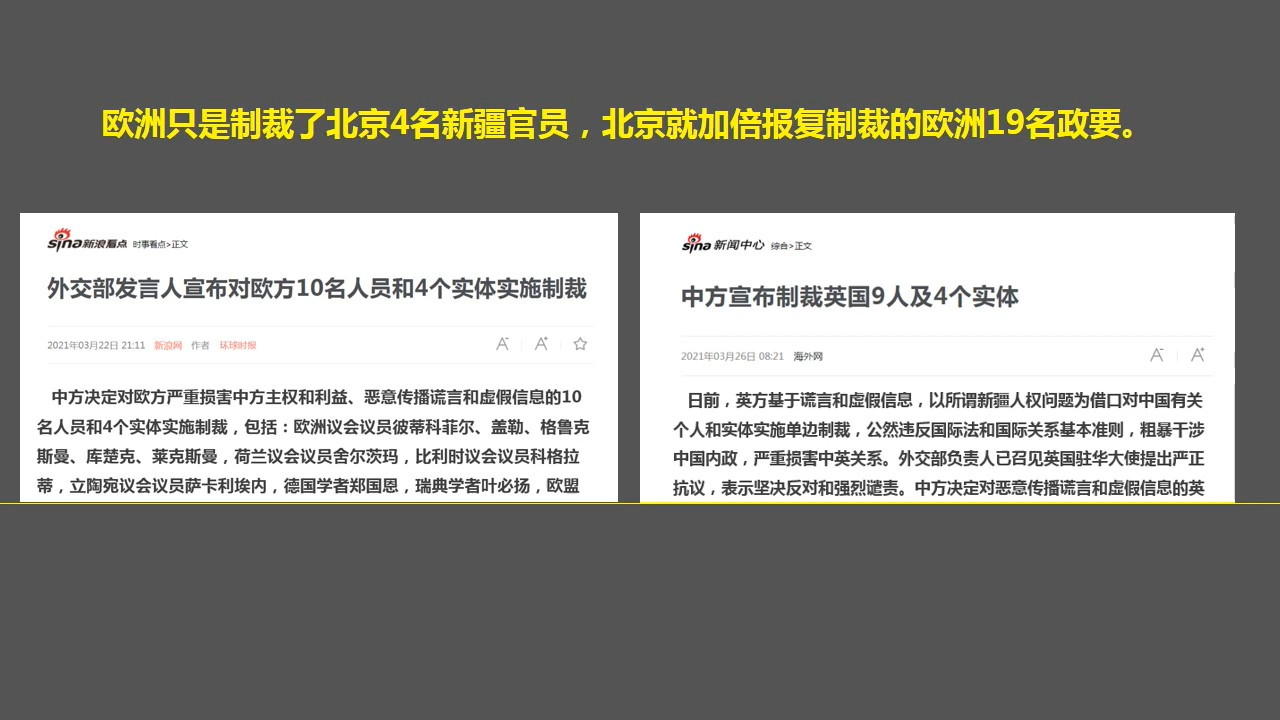 欧洲只是制裁了北京4名新疆官员，北京就加倍报复制裁的欧洲19名政要。
sina新浪看点 时事看点>正文
外交部发言人宣布对欧方10名人员和4个实体实施制裁
2021年03月22日 21:11 新浪网 作者 环球时报 A- A+
中方决定对欧方严重损害中方主权和利益、恶意传播谎言和虚假信息的10
名人员和4个实体实施制裁，包括：欧洲议会议员彼蒂科菲尔、盖勒、格鲁克
斯曼、库楚克、莱克斯曼，荷兰议会议员舍尔茨玛，比利时议会议员科格拉
蒂，立陶宛议会议员萨卡利埃内，德国学者郑国恩，瑞典学者叶必扬，欧盟
sina新闻中心 综合>正文
中方宣布制裁英国9人及4个实体
2021年03月26日 08:21 海外网 A- A+
日前，英方基于谎言和虚假信息，以所谓新疆人权问题为借口对中国有关
个人和实体实施单边制裁，公然违反国际法和国际关系基本准则，粗暴干涉
中国内政，严重损害中英关系。外交部负责人已召见英国驻华大使提出严正
抗议，表示坚决反对和强烈谴责。中方决定对恶意传播谎言和虚假信息的英